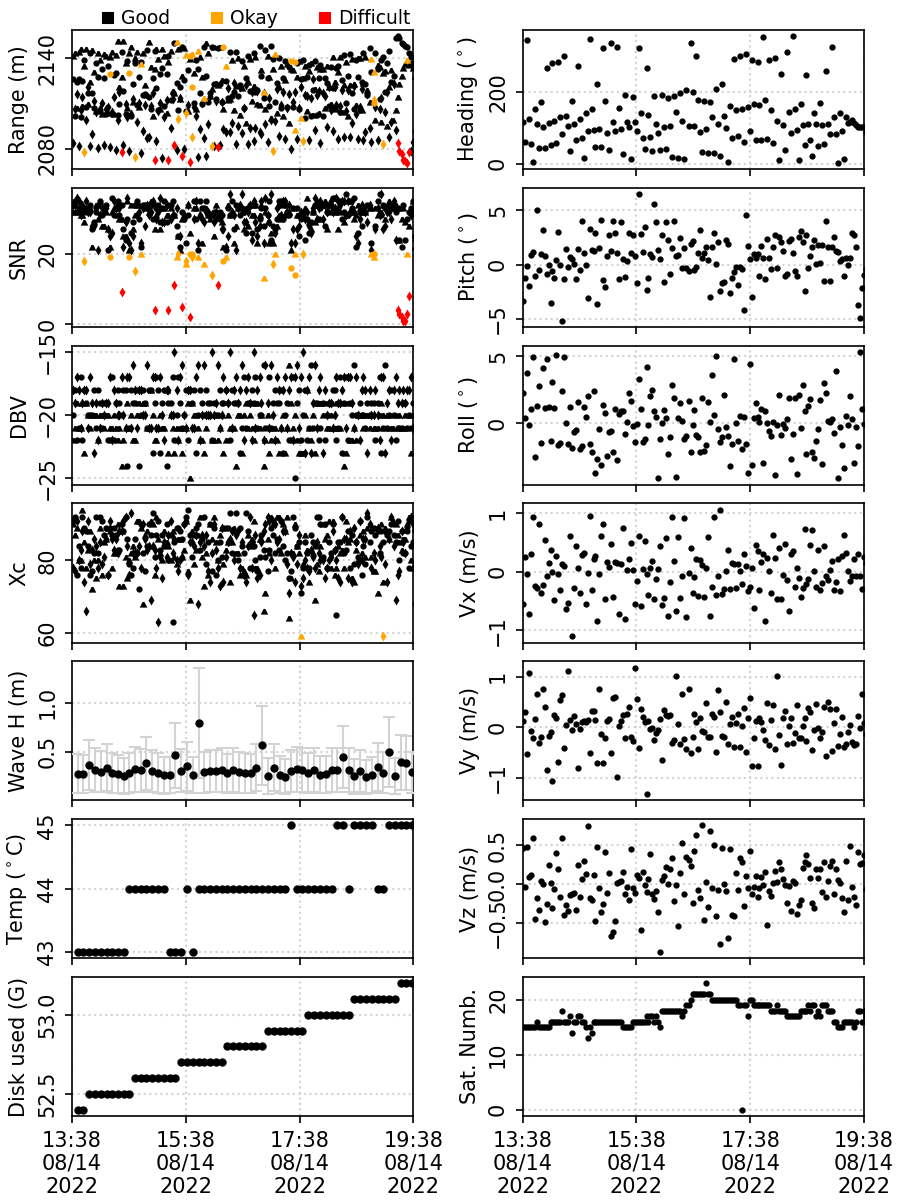 Good Okay Difficult
Range (m)
2140
2080
Heading (°)
200
0
SNR
20
0
Pitch (°)
5
0
−5
DBV
−15
−20
−25
Roll (°)
5
0
Xc
80
60
Vx (m/s)
1
0
−1
Wave H (m)
1.0
0.5
Vy (m/s)
1
0
−1
Temp (°C)
45
44
43
Vz (m/s)
0.5
0.0
−0.5
Disk used (G)
53.0
52.5
Sat. Numb.
20
10
0
13:38 15:38 17:38 19:38 13:38 15:38 17:38 19:38
08/14 08/14 08/14 08/14 08/14 08/14 08/14 08/14
2022 2022 2022 2022 2022 2022 2022 2022